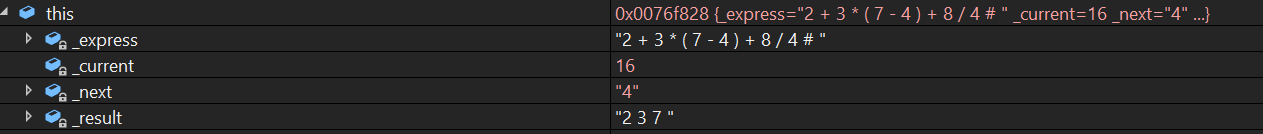 this 0x0076f828 {_express="2 + 3 * ( 7 - 4 ) + 8 / 4 # " _current=16 _next="4" ...}
_express "2 + 3 * ( 7 - 4 ) + 8 / 4 # "
_current 16
_next "4"
_result "2 3 7 "